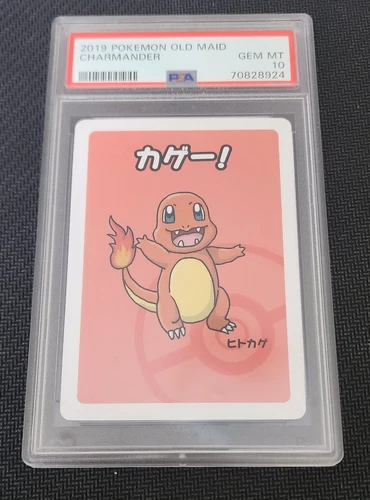 2019 POKEMON OLD MAID
CHARMANDER
GEM MT
10
PSA
70828924
カゲー!
ヒトカゲ